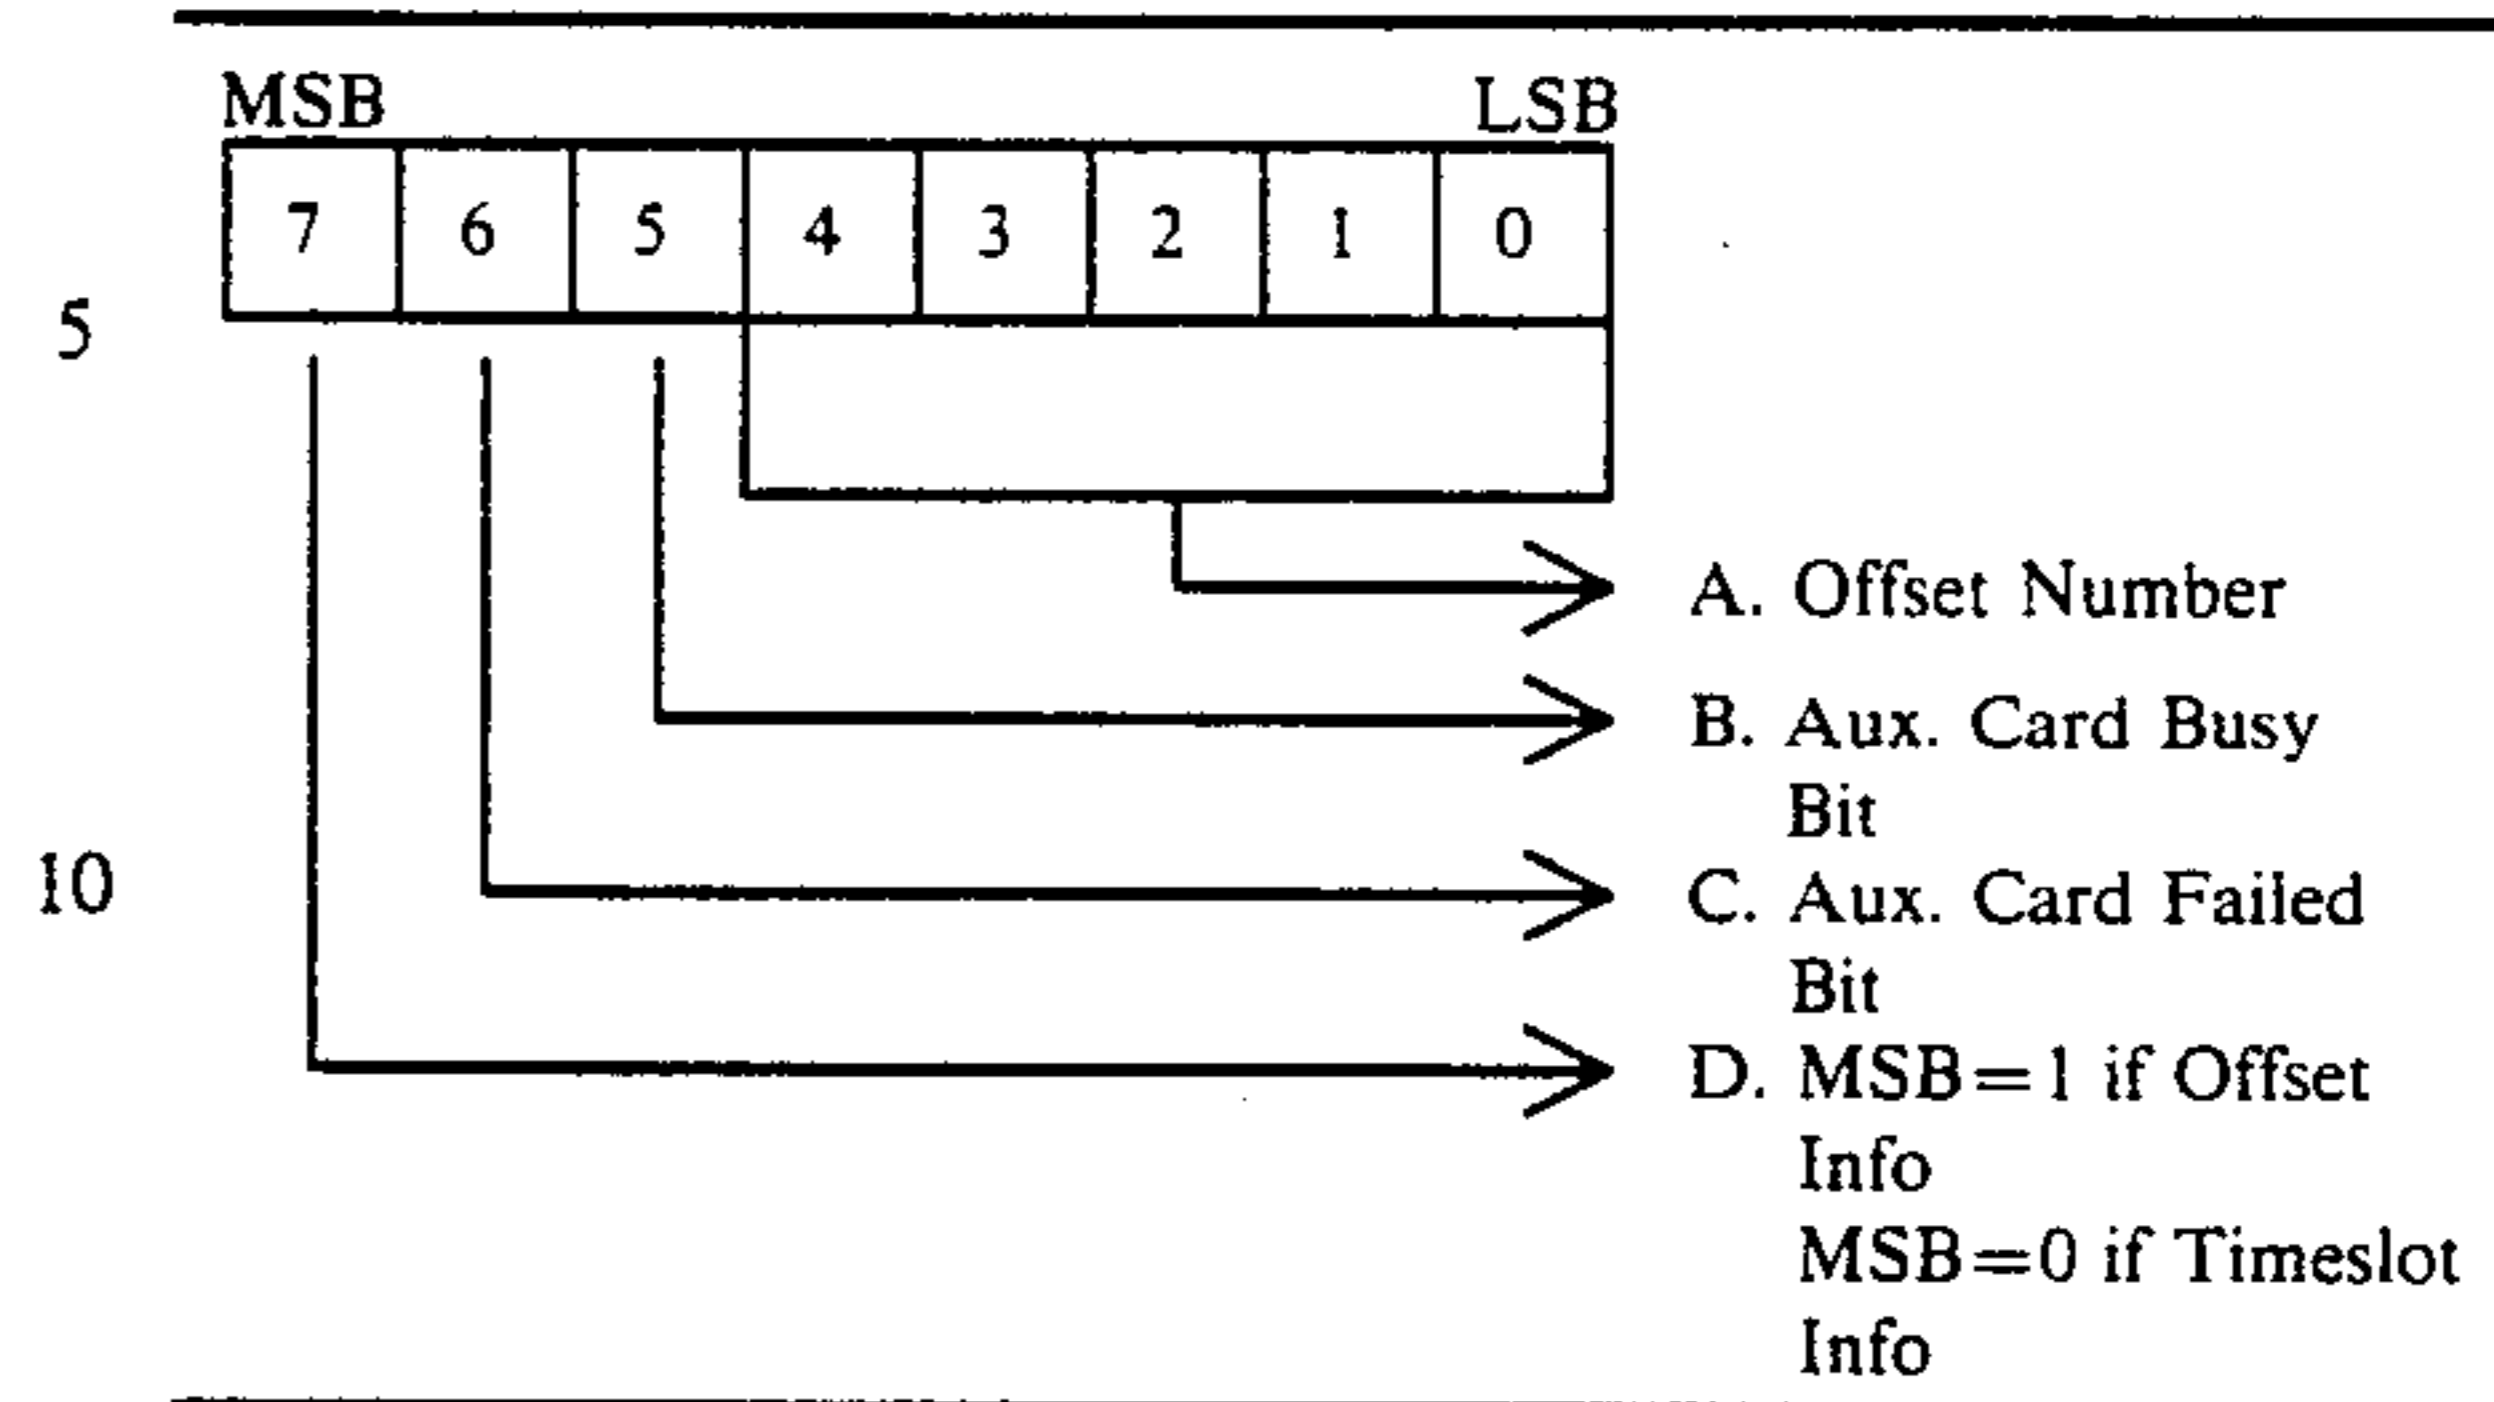 MSB LSB
7 6 5 4 3 2 1 0
5
A. Offset Number
B. Aux. Card Busy
Bit
10
C. Aux. Card Failed
Bit
D. MSB=1 if Offset
Info
MSB=0 if Timeslot
Info